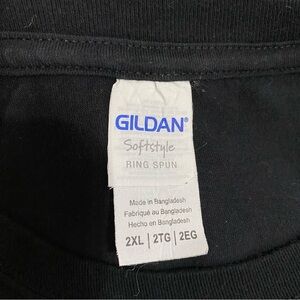 GILDAN®
Softstyle
RING SPUN
Made in Bangladesh
Fabriqué au Bangladesh
Hecho en Bangladesh
2XL | 2TG | 2EG